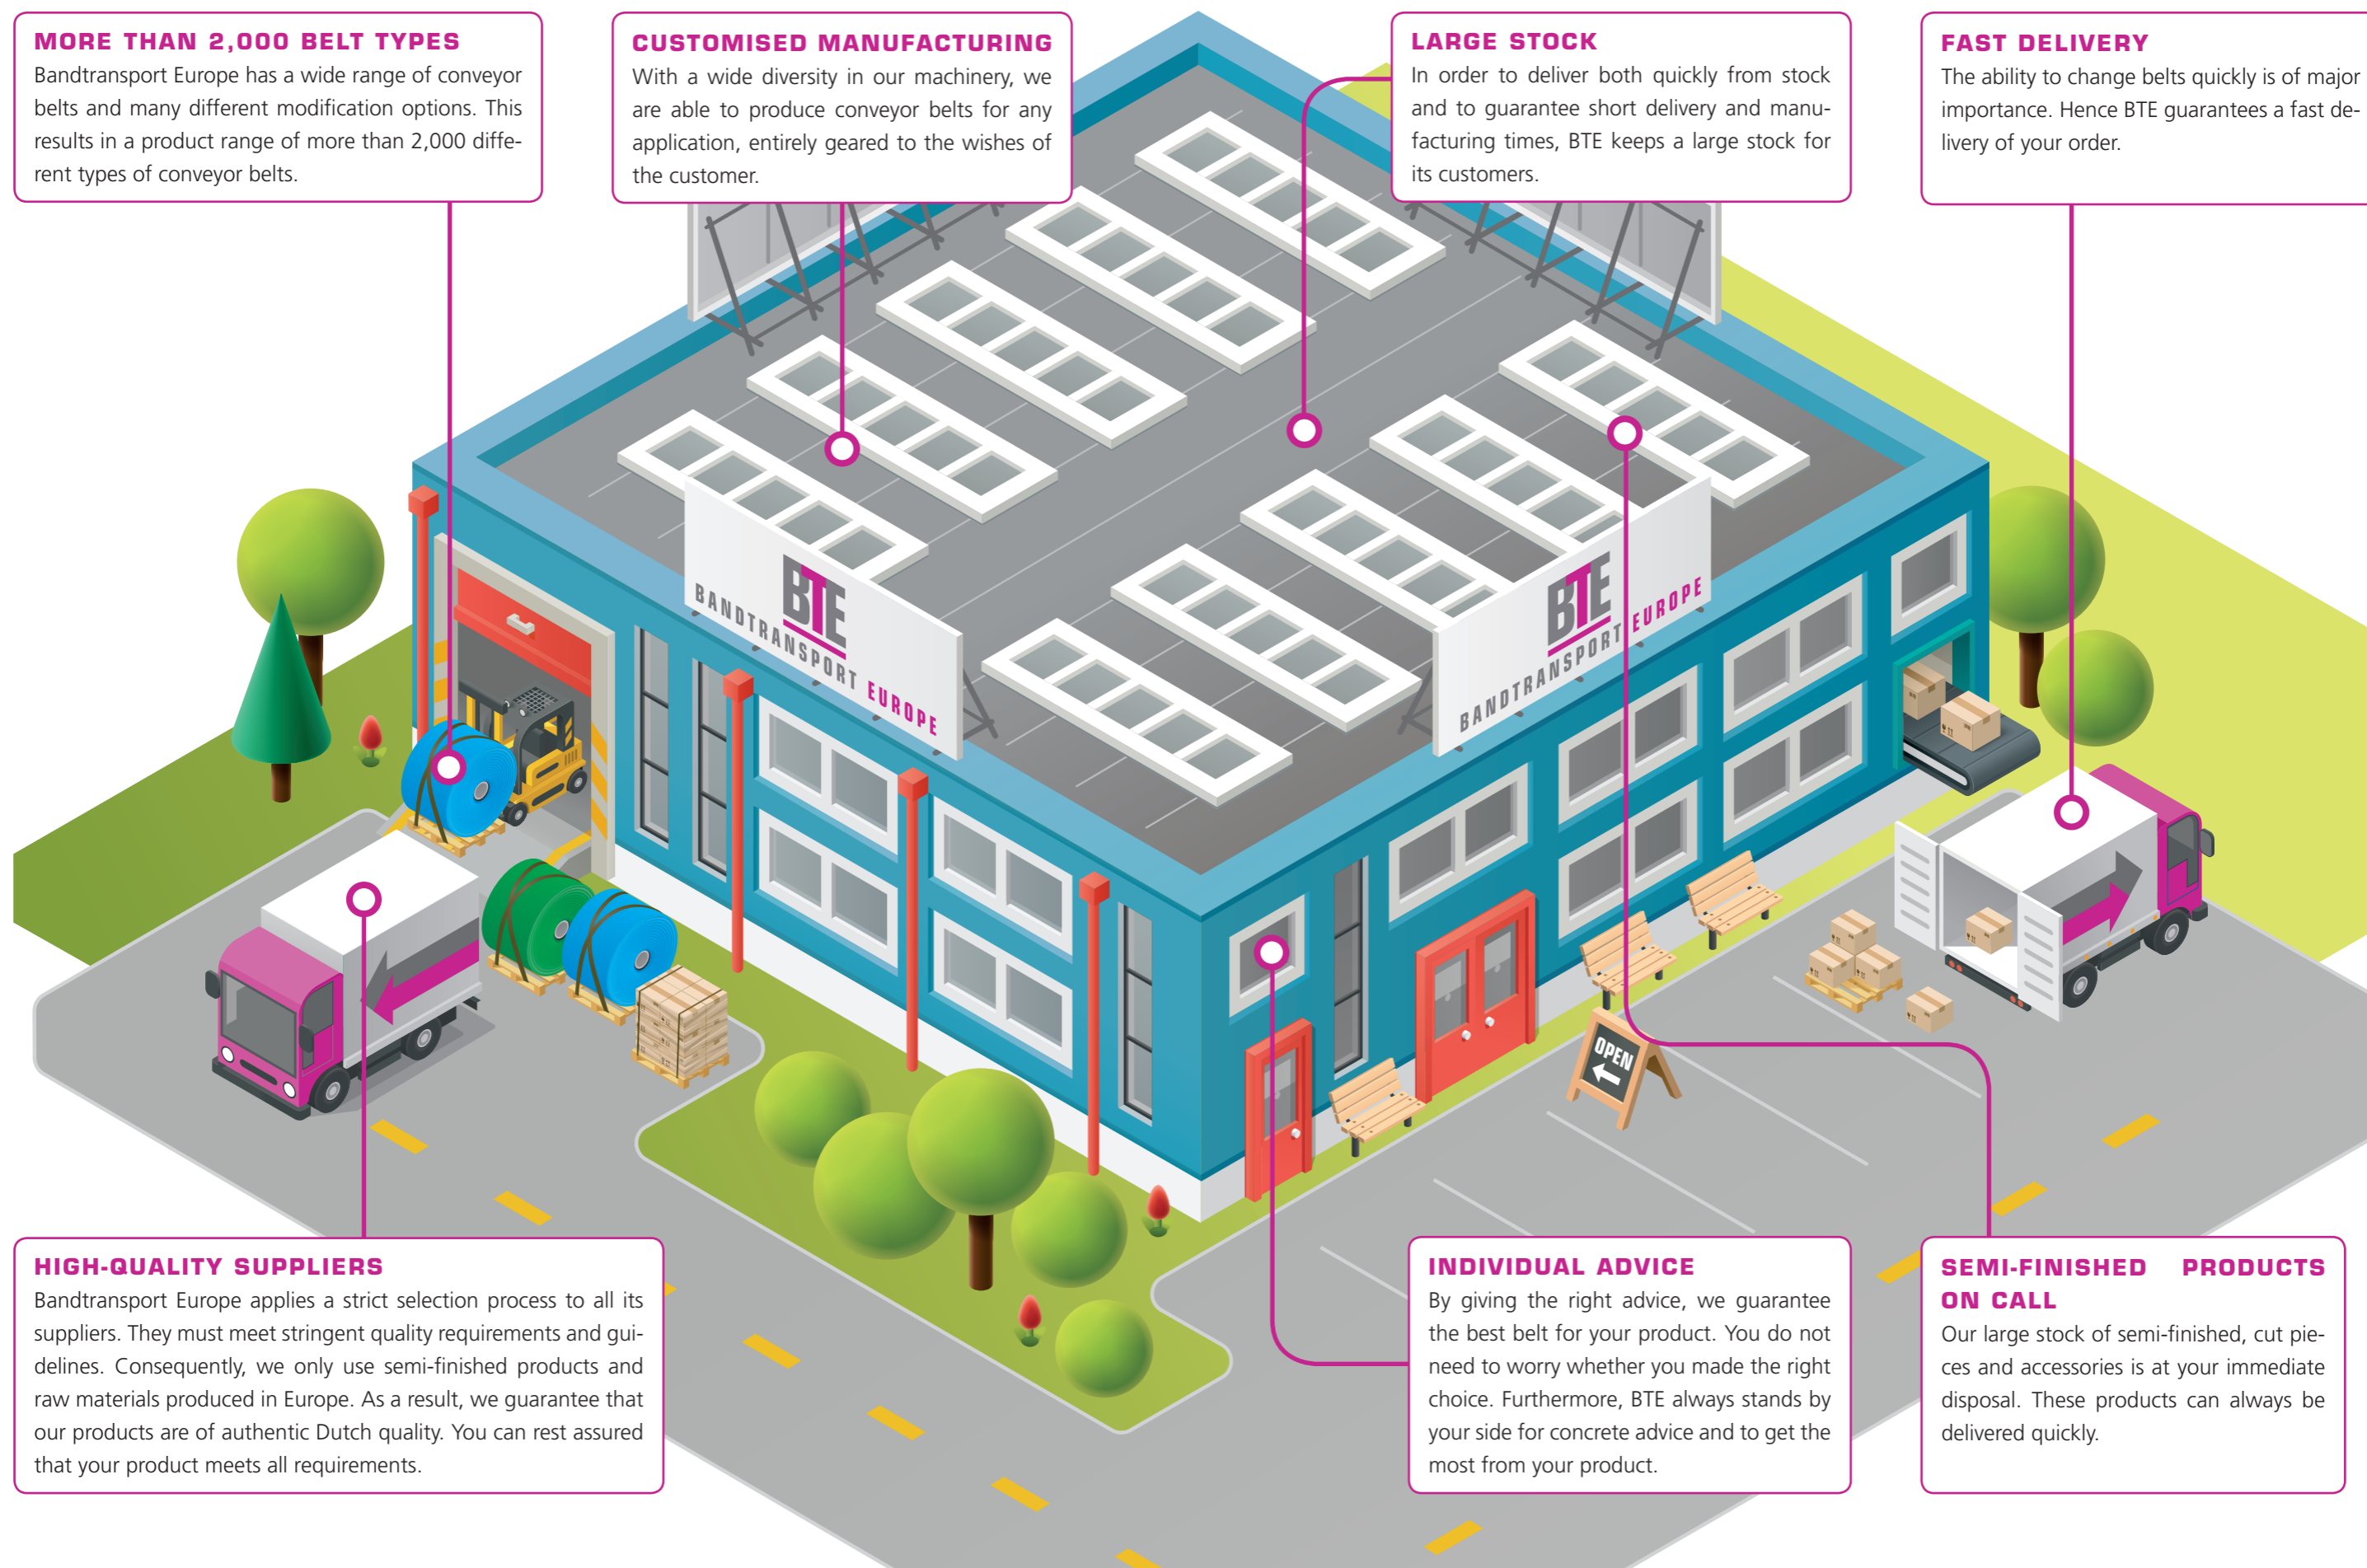 MORE THAN 2,000 BELT TYPES
Bandtransport Europe has a wide range of conveyor
belts and many different modification options. This
results in a product range of more than 2,000 diffe-
rent types of conveyor belts.
CUSTOMISED MANUFACTURING
With a wide diversity in our machinery, we
are able to produce conveyor belts for any
application, entirely geared to the wishes of
the customer.
LARGE STOCK
In order to deliver both quickly from stock
and to guarantee short delivery and manu-
facturing times, BTE keeps a large stock for
its customers.
FAST DELIVERY
The ability to change belts quickly is of major
importance. Hence BTE guarantees a fast de-
livery of your order.
BTE
BANDTRANSPORT EUROPE
BTE
BANDTRANSPORT EUROPE
OPEN
HIGH-QUALITY SUPPLIERS
Bandtransport Europe applies a strict selection process to all its
suppliers. They must meet stringent quality requirements and gui-
delines. Consequently, we only use semi-finished products and
raw materials produced in Europe. As a result, we guarantee that
our products are of authentic Dutch quality. You can rest assured
that your product meets all requirements.
INDIVIDUAL ADVICE
By giving the right advice, we guarantee
the best belt for your product. You do not
need to worry whether you made the right
choice. Furthermore, BTE always stands by
your side for concrete advice and to get the
most from your product.
SEMI-FINISHED PRODUCTS
ON CALL
Our large stock of semi-finished, cut pie-
ces and accessories is at your immediate
disposal. These products can always be
delivered quickly.